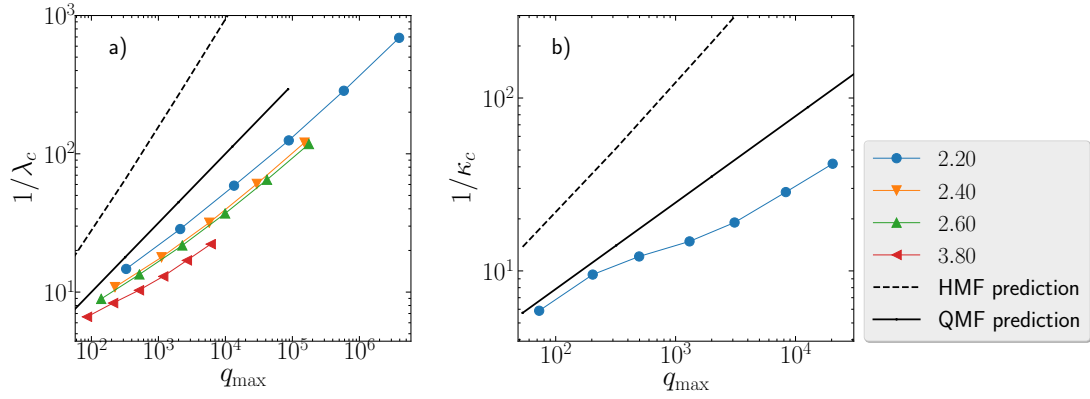 a)
10^3
10^2
10^1
1/λ_c
10^2 10^3 10^4 10^5 10^6
q_max
b)
10^2
10^1
1/κ_c
10^2 10^3 10^4
q_max
2.20
2.40
2.60
3.80
HMF prediction
QMF prediction